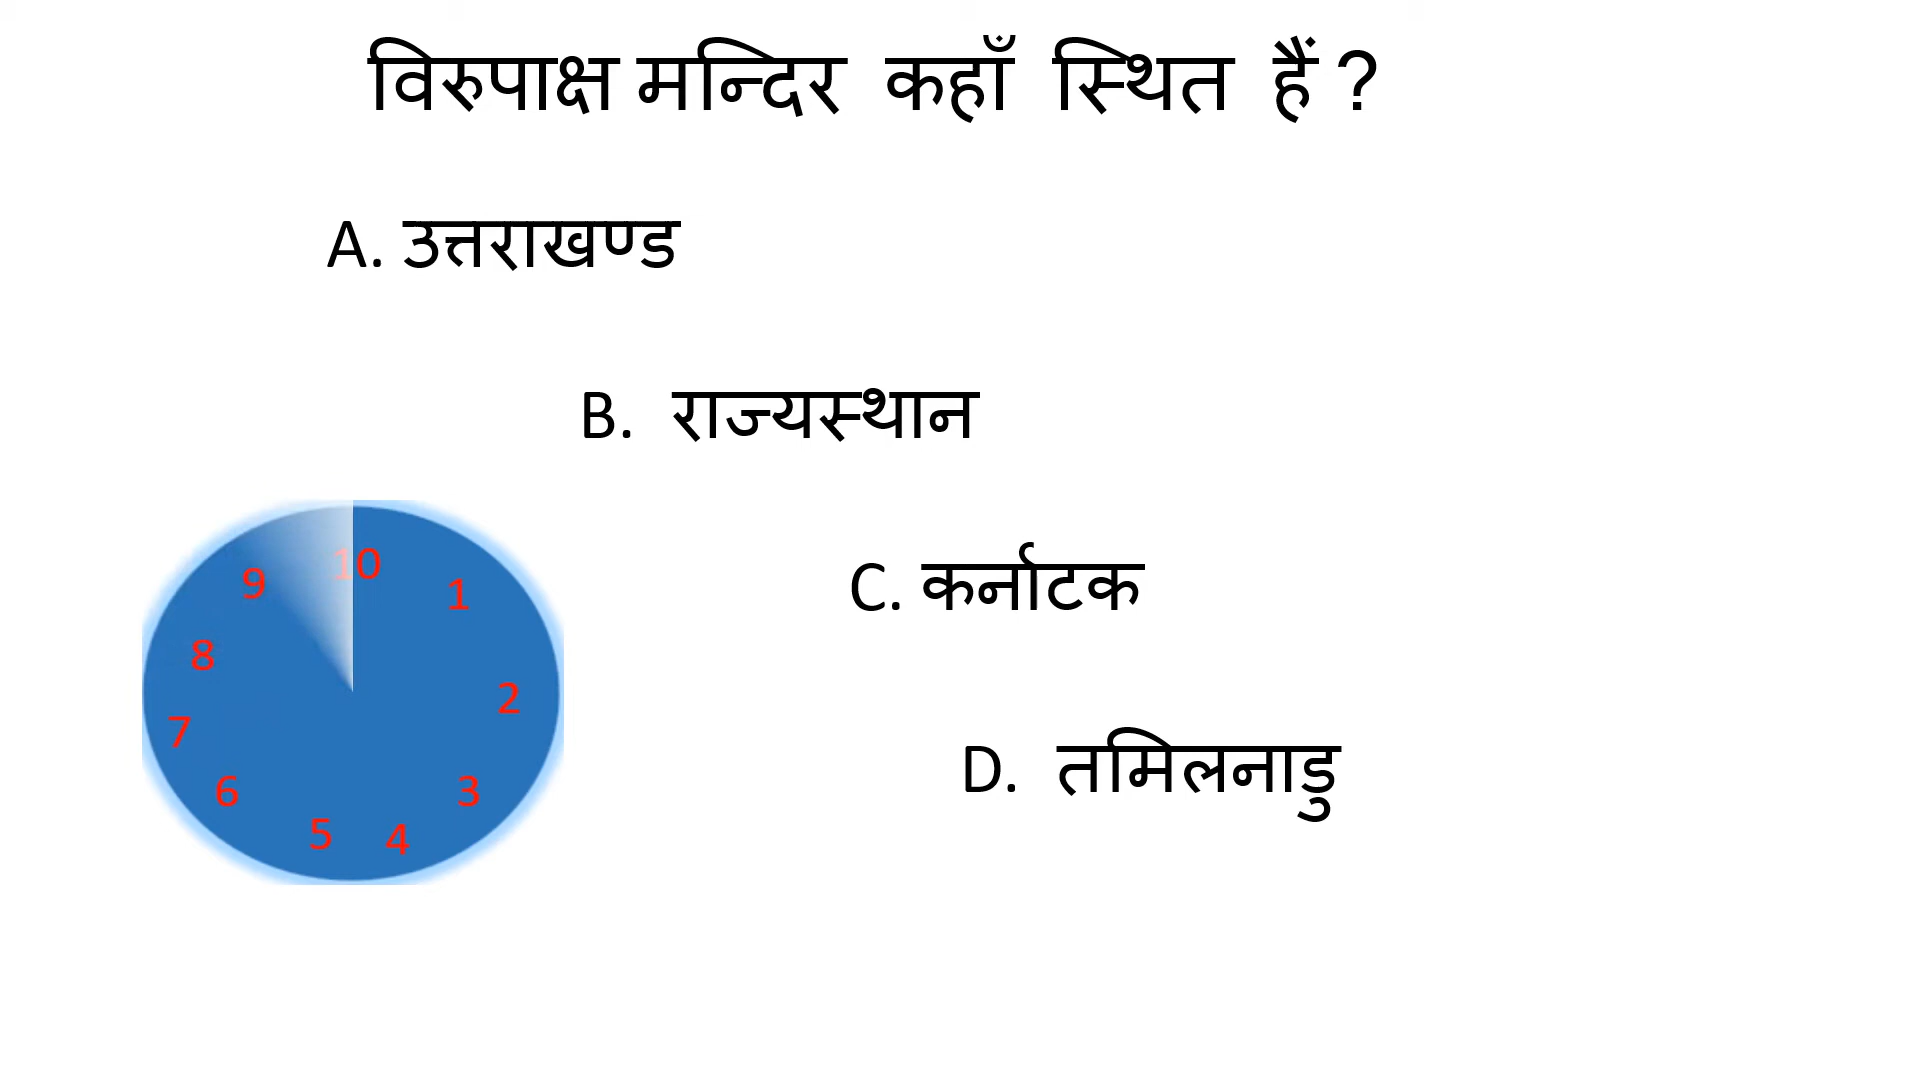 विरुपाक्ष मन्दिर कहाँ स्थित हैं ?
A. उत्तराखण्ड
B. राज्यस्थान
C. कर्नाटक
D. तमिलनाडु
10
1
2
3
4
5
6
7
8
9